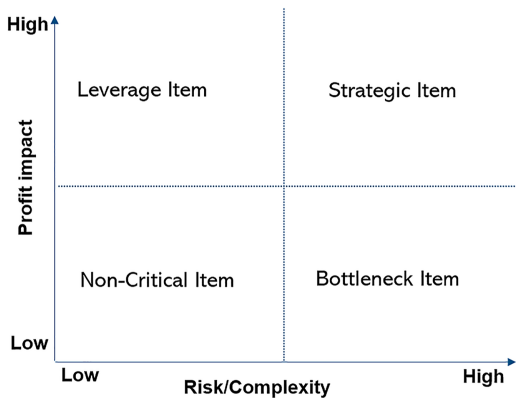 High
Leverage Item
Strategic Item
Profit impact
Non-Critical Item
Bottleneck Item
Low
Low
Risk/Complexity
High